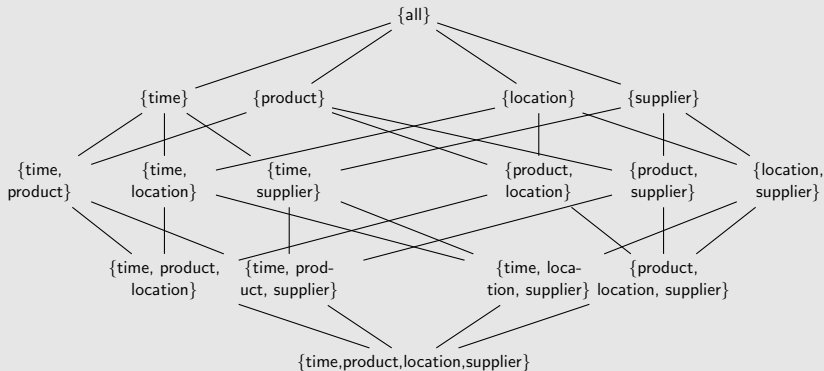 {all}
{time}
{product}
{location}
{supplier}
{time,
product}
{time,
location}
{time,
supplier}
{product,
location}
{product,
supplier}
{location,
supplier}
{time, product,
location}
{time, prod-
uct, supplier}
{time, loca-
tion, supplier}
{product,
location, supplier}
{time,product,location,supplier}